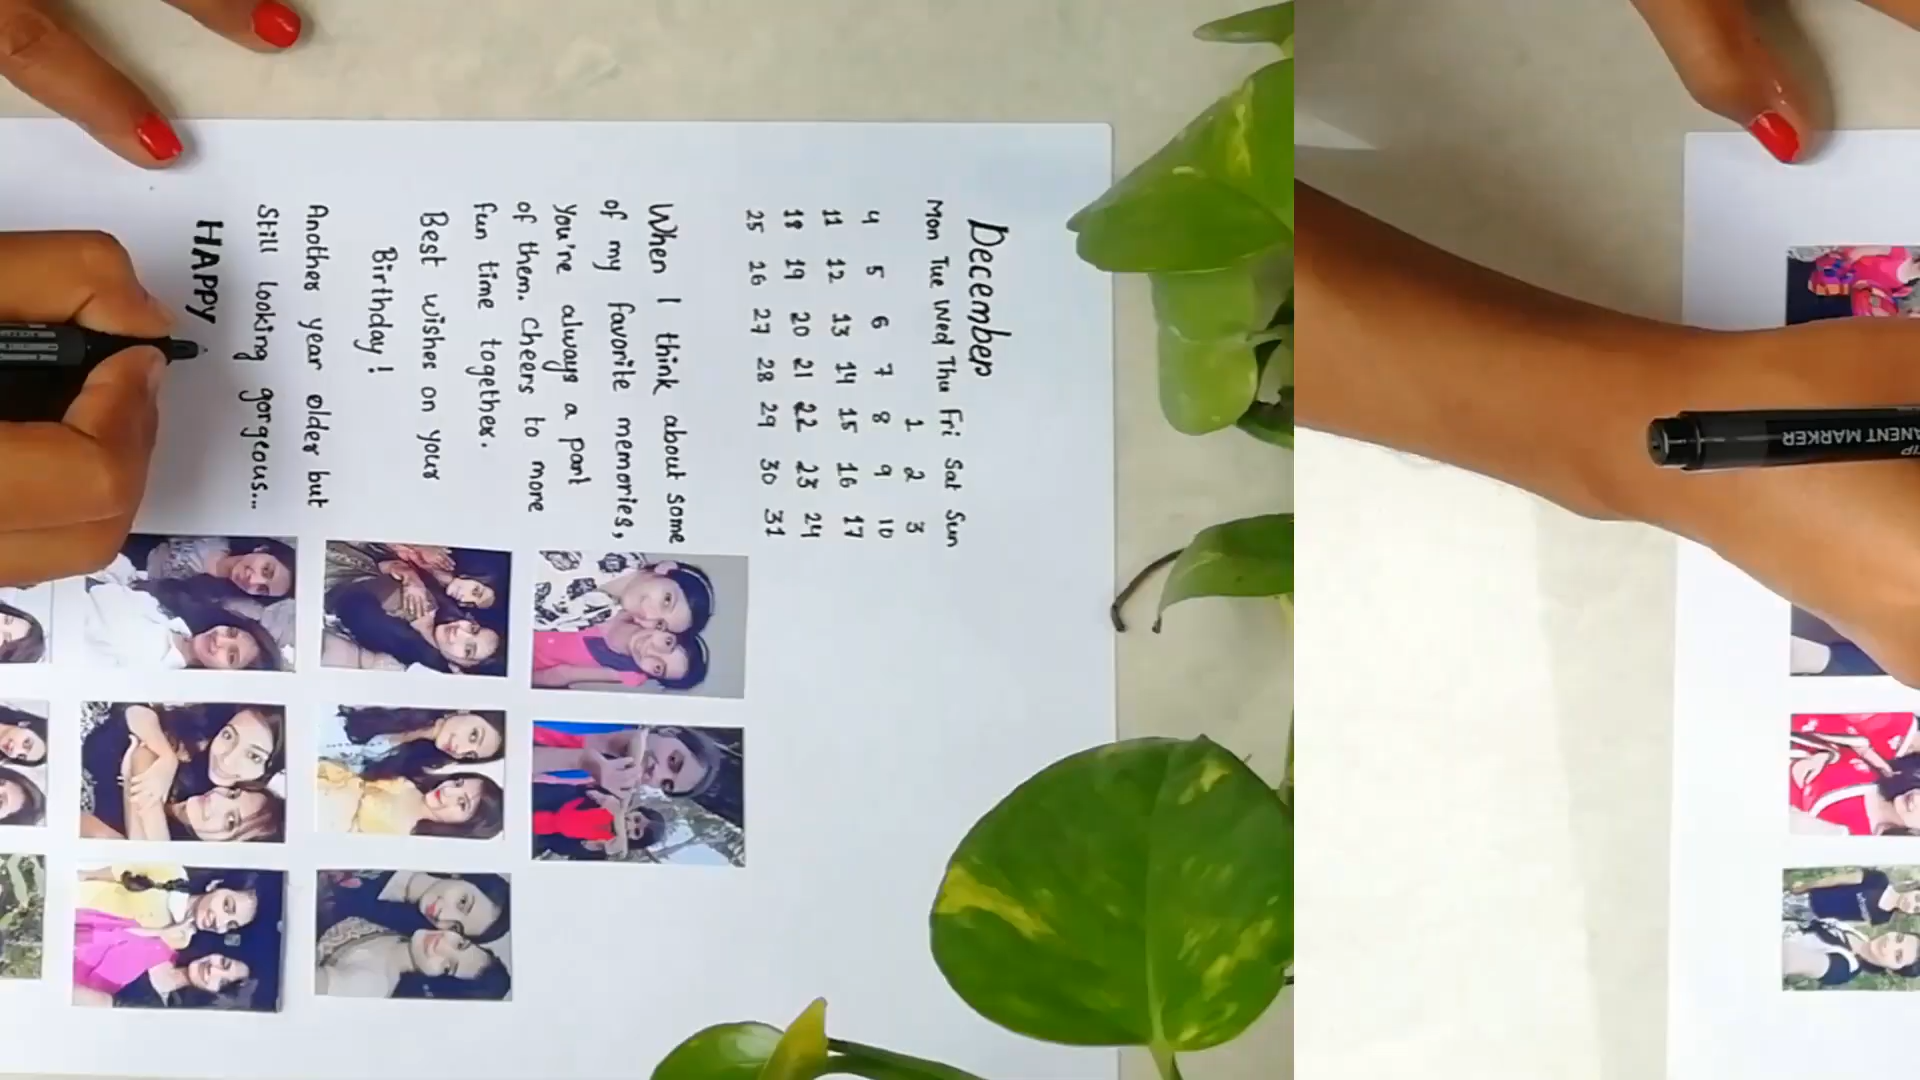 December
Mon Tue Wed Thu Fri Sat Sun
1 2 3
4 5 6 7 8 9 10
11 12 13 14 15 16 17
18 19 20 21 22 23 24
25 26 27 28 29 30 31
When I think about some
of my favorite memories,
You're always a part
of them. Cheers to more
fun time together.
Best wishes on your
Birthday!
Another year older but
Still looking gorgeous...
HAPPY
ANENT MARKER